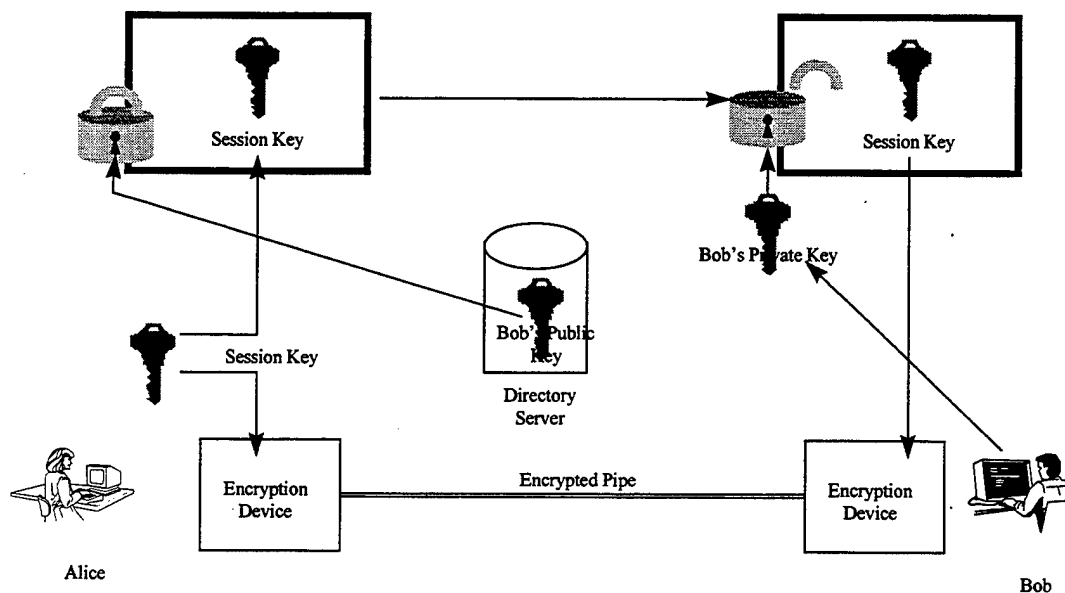 Session Key
Session Key
Bob's Private Key
Bob's Public
Key
Session Key
Directory
Server
Encryption
Device
Encrypted Pipe
Encryption
Device
Alice
Bob